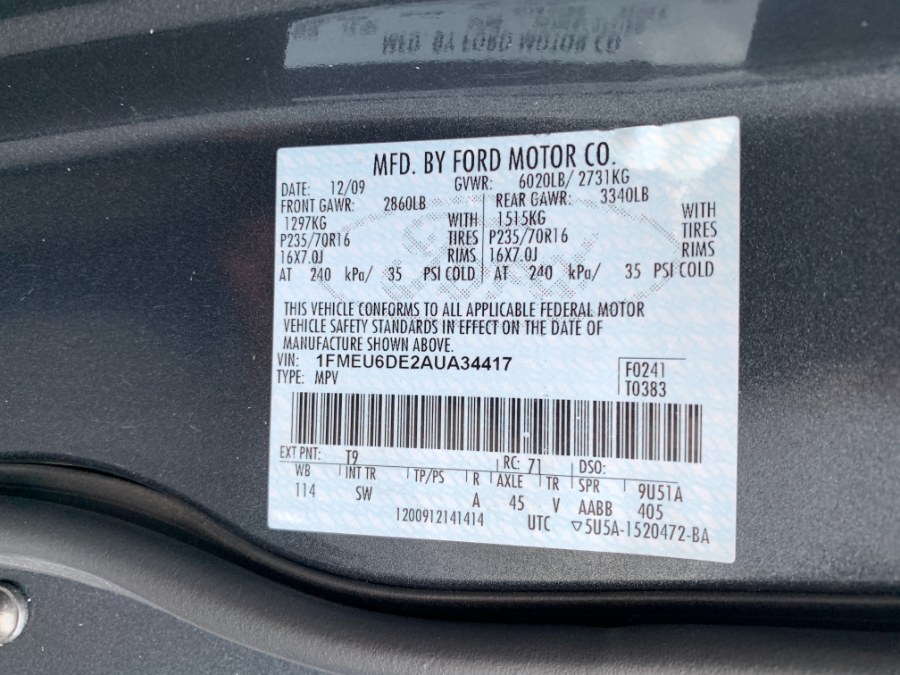 MFD. BY FORD MOTOR CO
MFD. BY FORD MOTOR CO.
DATE: 12/09 GVWR: 6020LB/ 2731KG
FRONT GAWR: 2860LB REAR GAWR: 3340LB
1297KG WITH 1515KG WITH
P235/70R16 TIRES P235/70R16 TIRES
16X7.0J RIMS 16X7.0J RIMS
AT 240 kPa/ 35 PSI COLD AT 240 kPa/ 35 PSI COLD
THIS VEHICLE CONFORMS TO ALL APPLICABLE FEDERAL MOTOR
VEHICLE SAFETY STANDARDS IN EFFECT ON THE DATE OF
MANUFACTURE SHOWN ABOVE.
VIN: 1FMEU6DE2AUA34417 F0241
TYPE: MPV T0383
EXT PNT: T9 RC: 71 DSO:
WB INT TR TP/PS R AXLE TR SPR 9U51A
114 SW A 45 V AABB 405
1200912141414 UTC ▽5U5A-1520472-BA